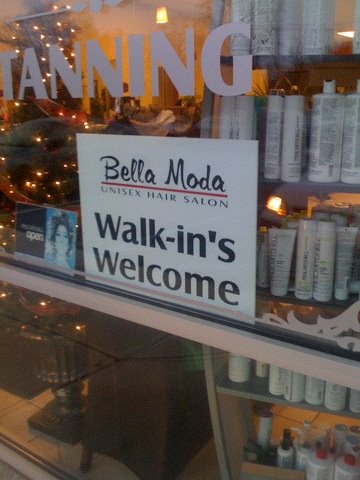 TANNING
Bella Moda
UNISEX HAIR SALON
Walk-in's
Welcome
open